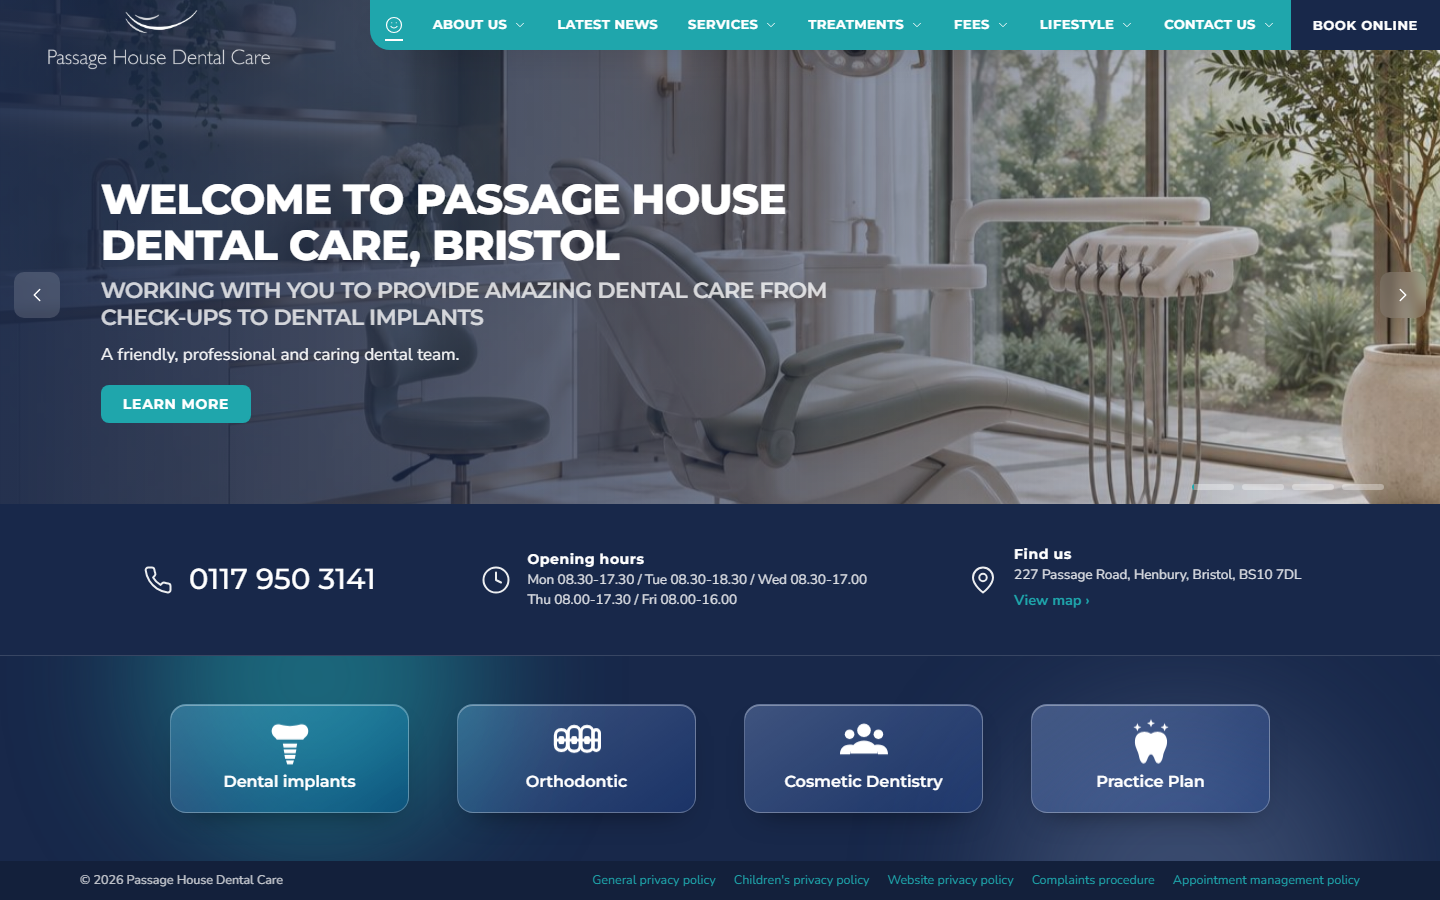 Passage House Dental Care
ABOUT US
LATEST NEWS
SERVICES
TREATMENTS
FEES
LIFESTYLE
CONTACT US
BOOK ONLINE
WELCOME TO PASSAGE HOUSE
DENTAL CARE, BRISTOL
WORKING WITH YOU TO PROVIDE AMAZING DENTAL CARE FROM
CHECK-UPS TO DENTAL IMPLANTS
A friendly, professional and caring dental team.
LEARN MORE
0117 950 3141
Opening hours
Mon 08.30-17.30 / Tue 08.30-18.30 / Wed 08.30-17.00
Thu 08.00-17.30 / Fri 08.00-16.00
Find us
227 Passage Road, Henbury, Bristol, BS10 7DL
View map ›
Dental implants
Orthodontic
Cosmetic Dentistry
Practice Plan
© 2026 Passage House Dental Care
General privacy policy
Children's privacy policy
Website privacy policy
Complaints procedure
Appointment management policy